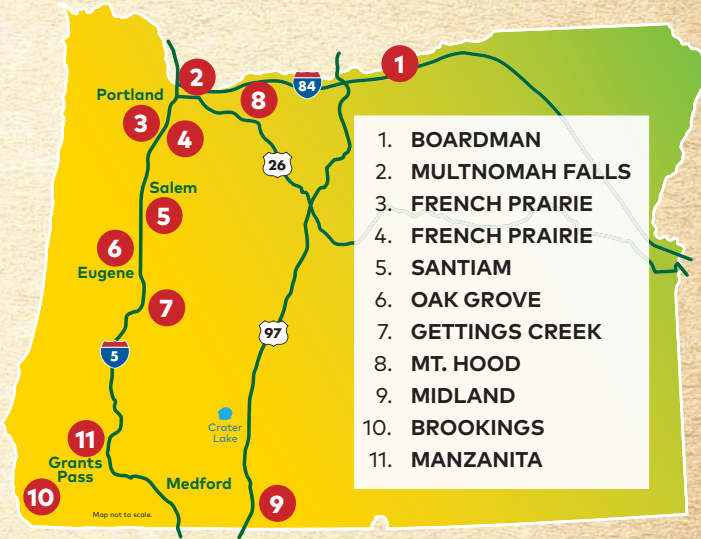 1
2
84
8
Portland
3
4
26
Salem
5
6
Eugene
7
97
5
Crater
Lake
11
Grants
Pass
Medford
10
9
Map not to scale.
1. BOARDMAN
2. MULTNOMAH FALLS
3. FRENCH PRAIRIE
4. FRENCH PRAIRIE
5. SANTIAM
6. OAK GROVE
7. GETTINGS CREEK
8. MT. HOOD
9. MIDLAND
10. BROOKINGS
11. MANZANITA